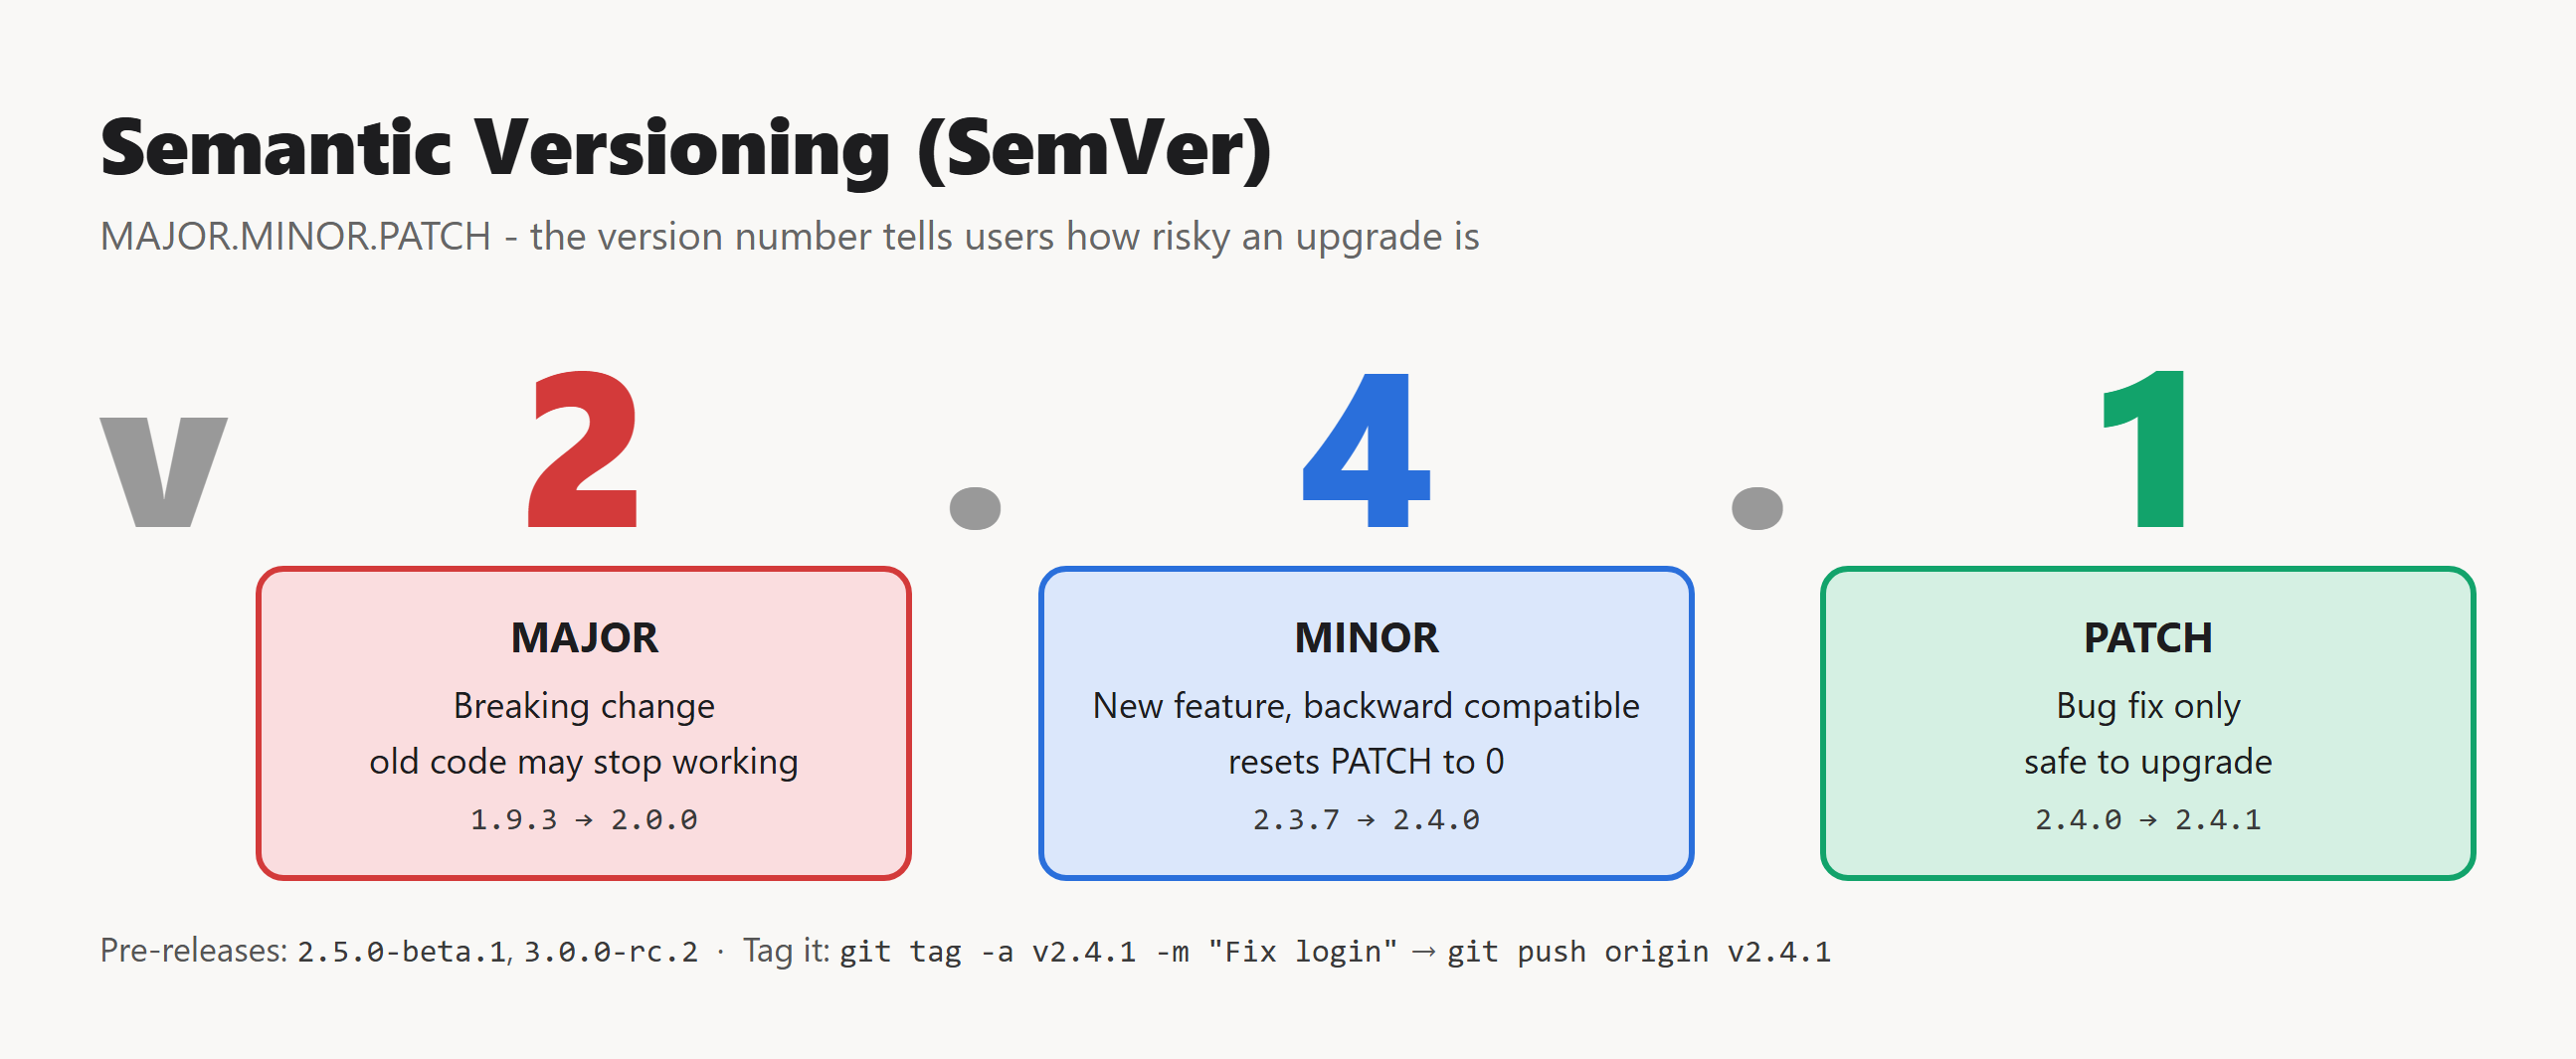 Semantic Versioning (SemVer)
MAJOR.MINOR.PATCH - the version number tells users how risky an upgrade is
v 2 . 4 . 1
MAJOR
Breaking change
old code may stop working
1.9.3 → 2.0.0
MINOR
New feature, backward compatible
resets PATCH to 0
2.3.7 → 2.4.0
PATCH
Bug fix only
safe to upgrade
2.4.0 → 2.4.1
Pre-releases: 2.5.0-beta.1, 3.0.0-rc.2 · Tag it: git tag -a v2.4.1 -m "Fix login" → git push origin v2.4.1